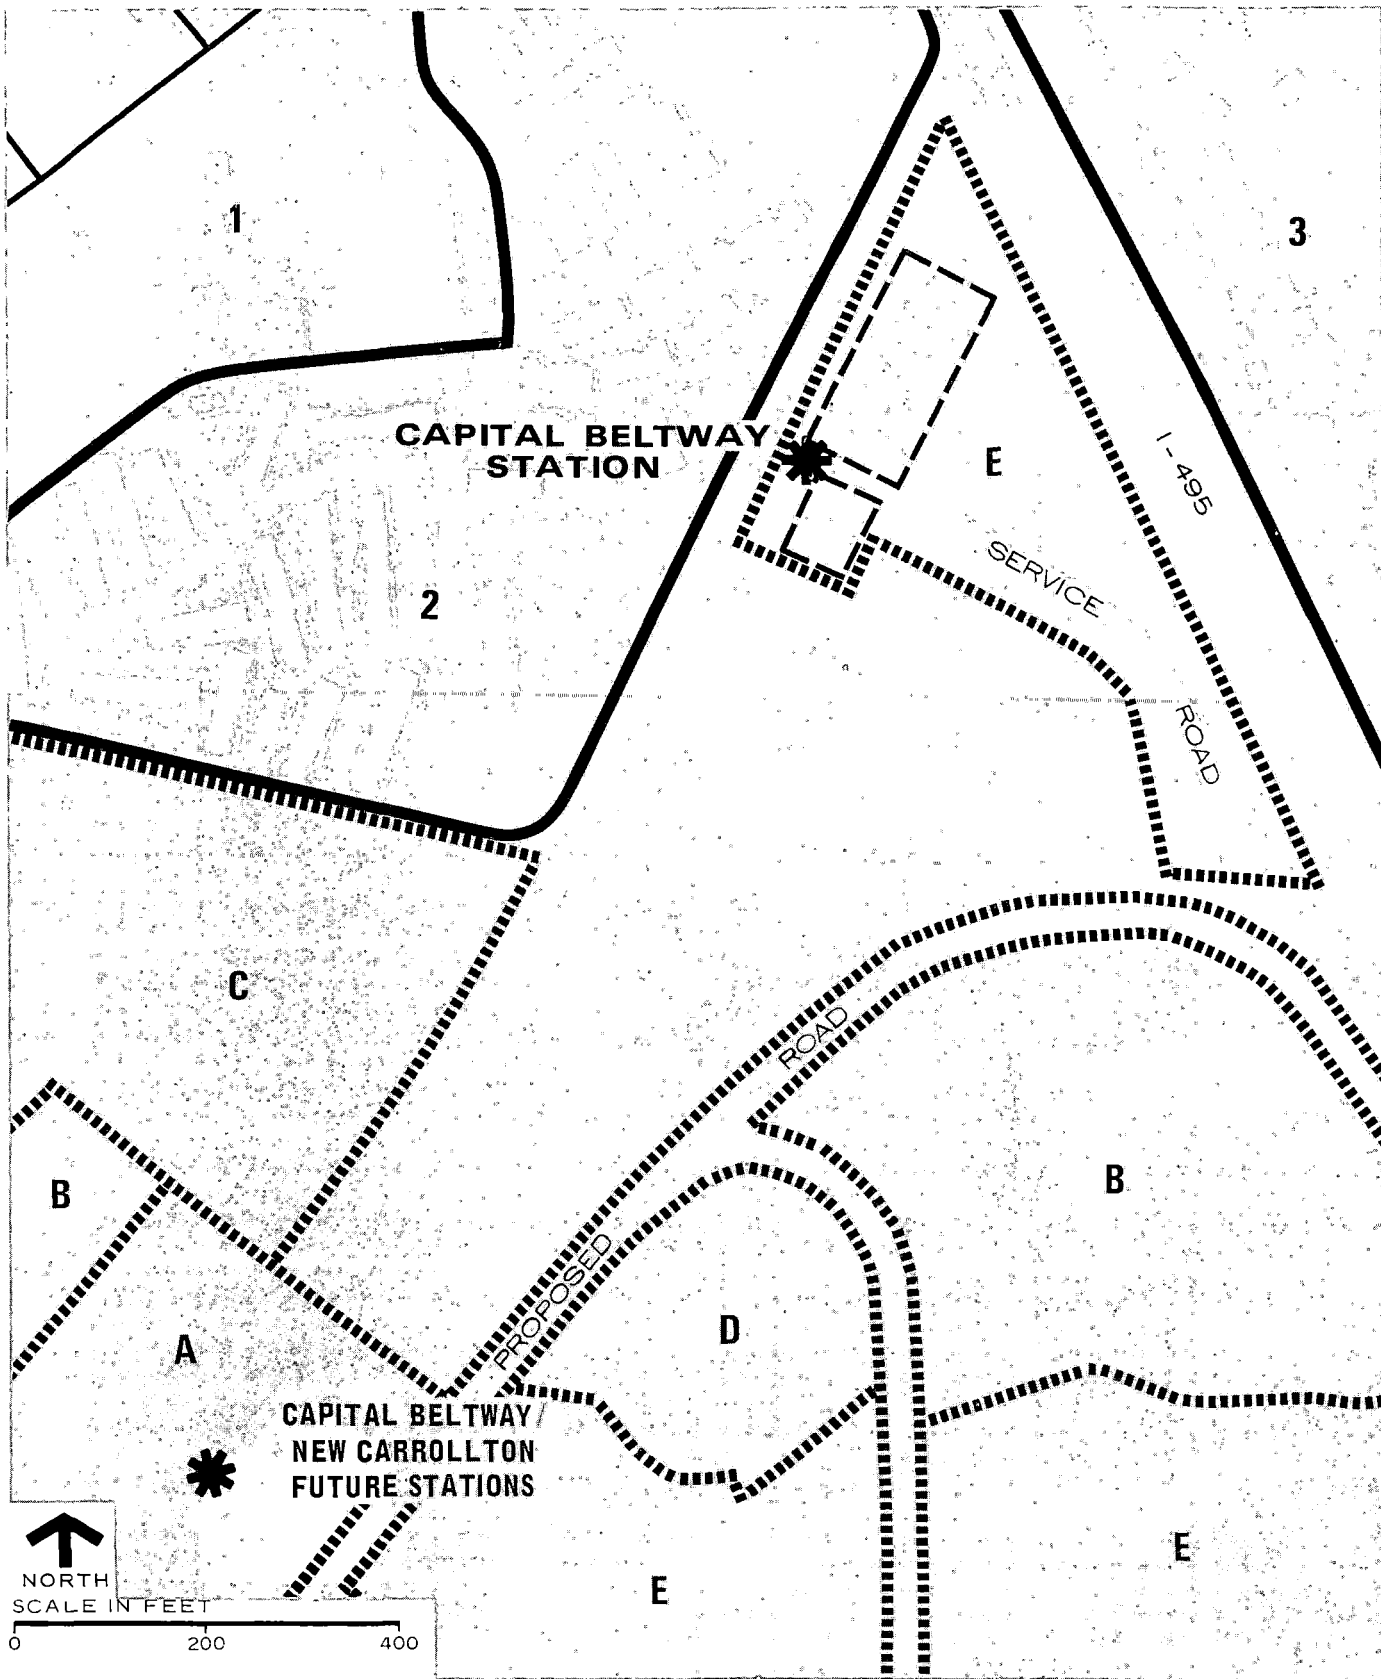 1
3
CAPITAL BELTWAY
STATION
E
I-495
SERVICE
2
ROAD
C
ROAD
B
B
PROPOSED
D
A
CAPITAL BELTWAY/
NEW CARROLLTON
FUTURE STATIONS
E
E
NORTH
SCALE IN FEET
0 200 400